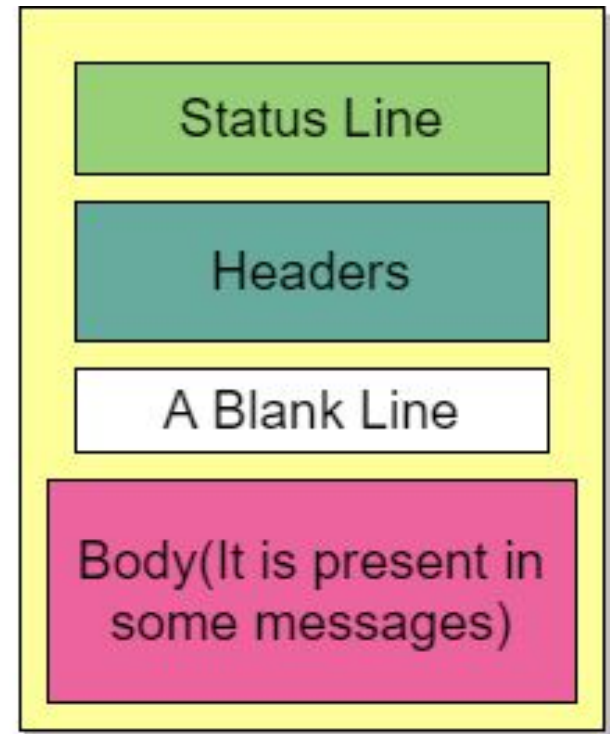 Status Line
Headers
A Blank Line
Body(It is present in
some messages)